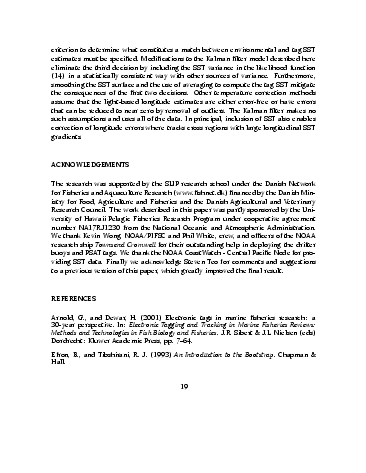 criterion to determine what constitutes a match between environmental and tag SST
estimates must be specified. Modifications to the Kalman filter model described here
eliminate the third decision by including the SST variance in the likelihood function
(14) in a statistically consistent way with other sources of variance. Furthermore,
smoothing the SST surface and the use of averaging to compute the tag SST mitigate
the consequences of the first two decisions. Other temperature correction methods
assume that the light-based longitude estimates are either error-free or have errors
that can be reduced to near zero by removal of outliers. The Kalman filter makes no
such assumptions and uses all of the data. In principal, inclusion of SST also enables
correction of longitude errors where tracks cross regions with large longitudinal SST
gradients.
ACKNOWLEDGEMENTS
The research was supported by the SLIP research school under the Danish Network
for Fisheries and Aquaculture Research (www.fishnet.dk) financed by the Danish Min-
istry for Food, Agriculture and Fisheries and the Danish Agricultural and Veterinary
Research Council. The work described in this paper was partly sponsored by the Uni-
versity of Hawaii Pelagic Fisheries Research Program under cooperative agreement
number NA17RJ1230 from the National Oceanic and Atmospheric Administration.
We thank Kevin Wong, NOAA/PIFSC and Phil White, crew, and officers of the NOAA
research ship Townsend Cromwell for their outstanding help in deploying the drifter
buoys and PSAT tags. We thank the NOAA CoastWatch - Central Pacific Node for pro-
viding SST data. Finally we acknowledge Steven Teo for comments and suggestions
to a previous version of this paper, which greatly improved the final result.
REFERENCES
Arnold, G., and Dewar, H. (2001) Electronic tags in marine fisheries research: a
30-year perspective. In: Electronic Tagging and Tracking in Marine Fisheries Reviews:
Methods and Technologies in Fish Biology and Fisheries. J.R. Sibert & J.L. Nielsen (eds)
Dordrecht: Kluwer Academic Press, pp. 7-64.
Efron, B., and Tibshirani, R. J. (1993) An Introduction to the Bootstrap. Chapman &
Hall.
19